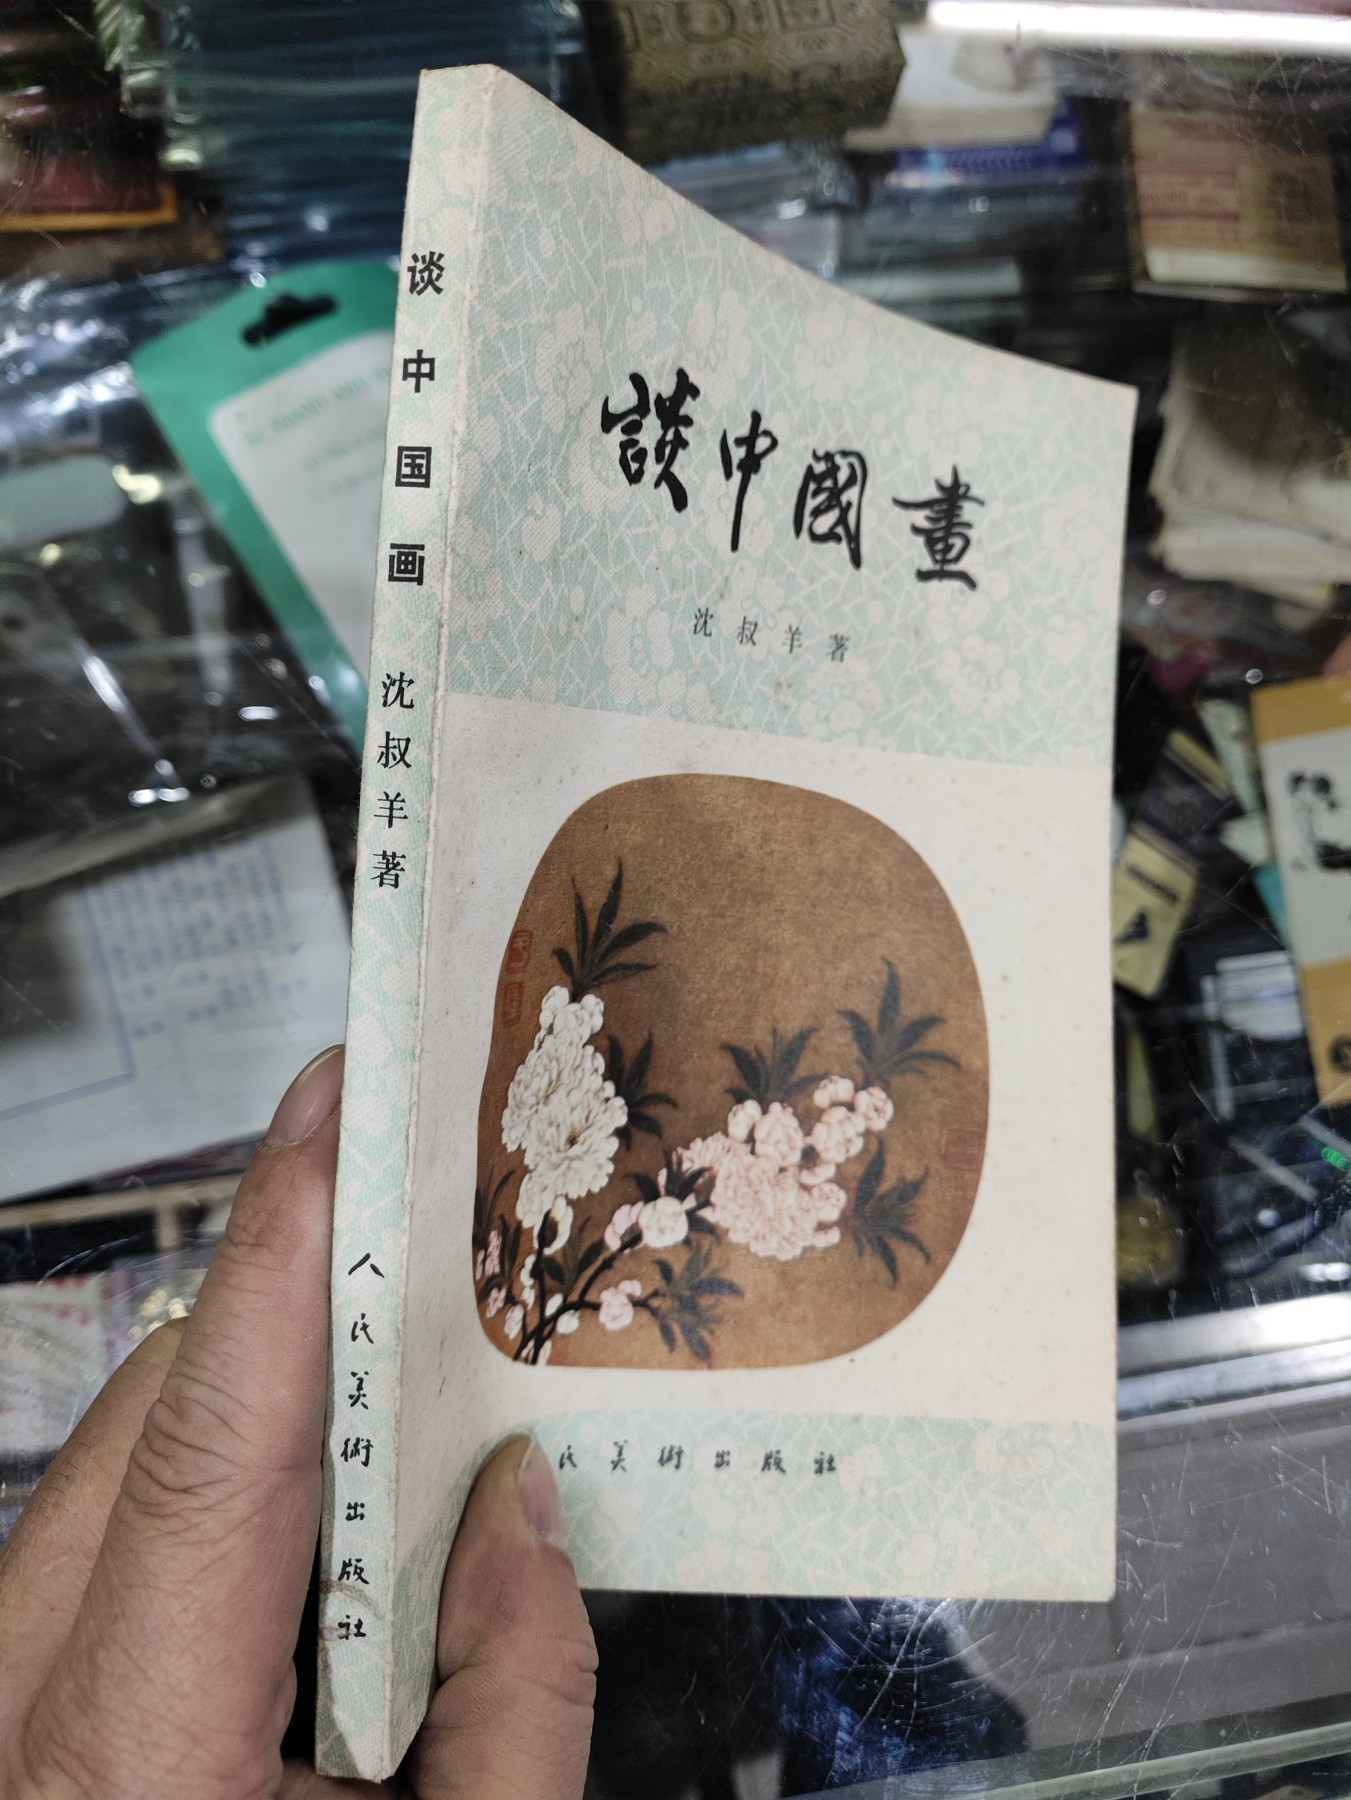 谈中国画
沈叔羊著
人民美術出版社
談中國畫
沈叔羊著
民美術出版社